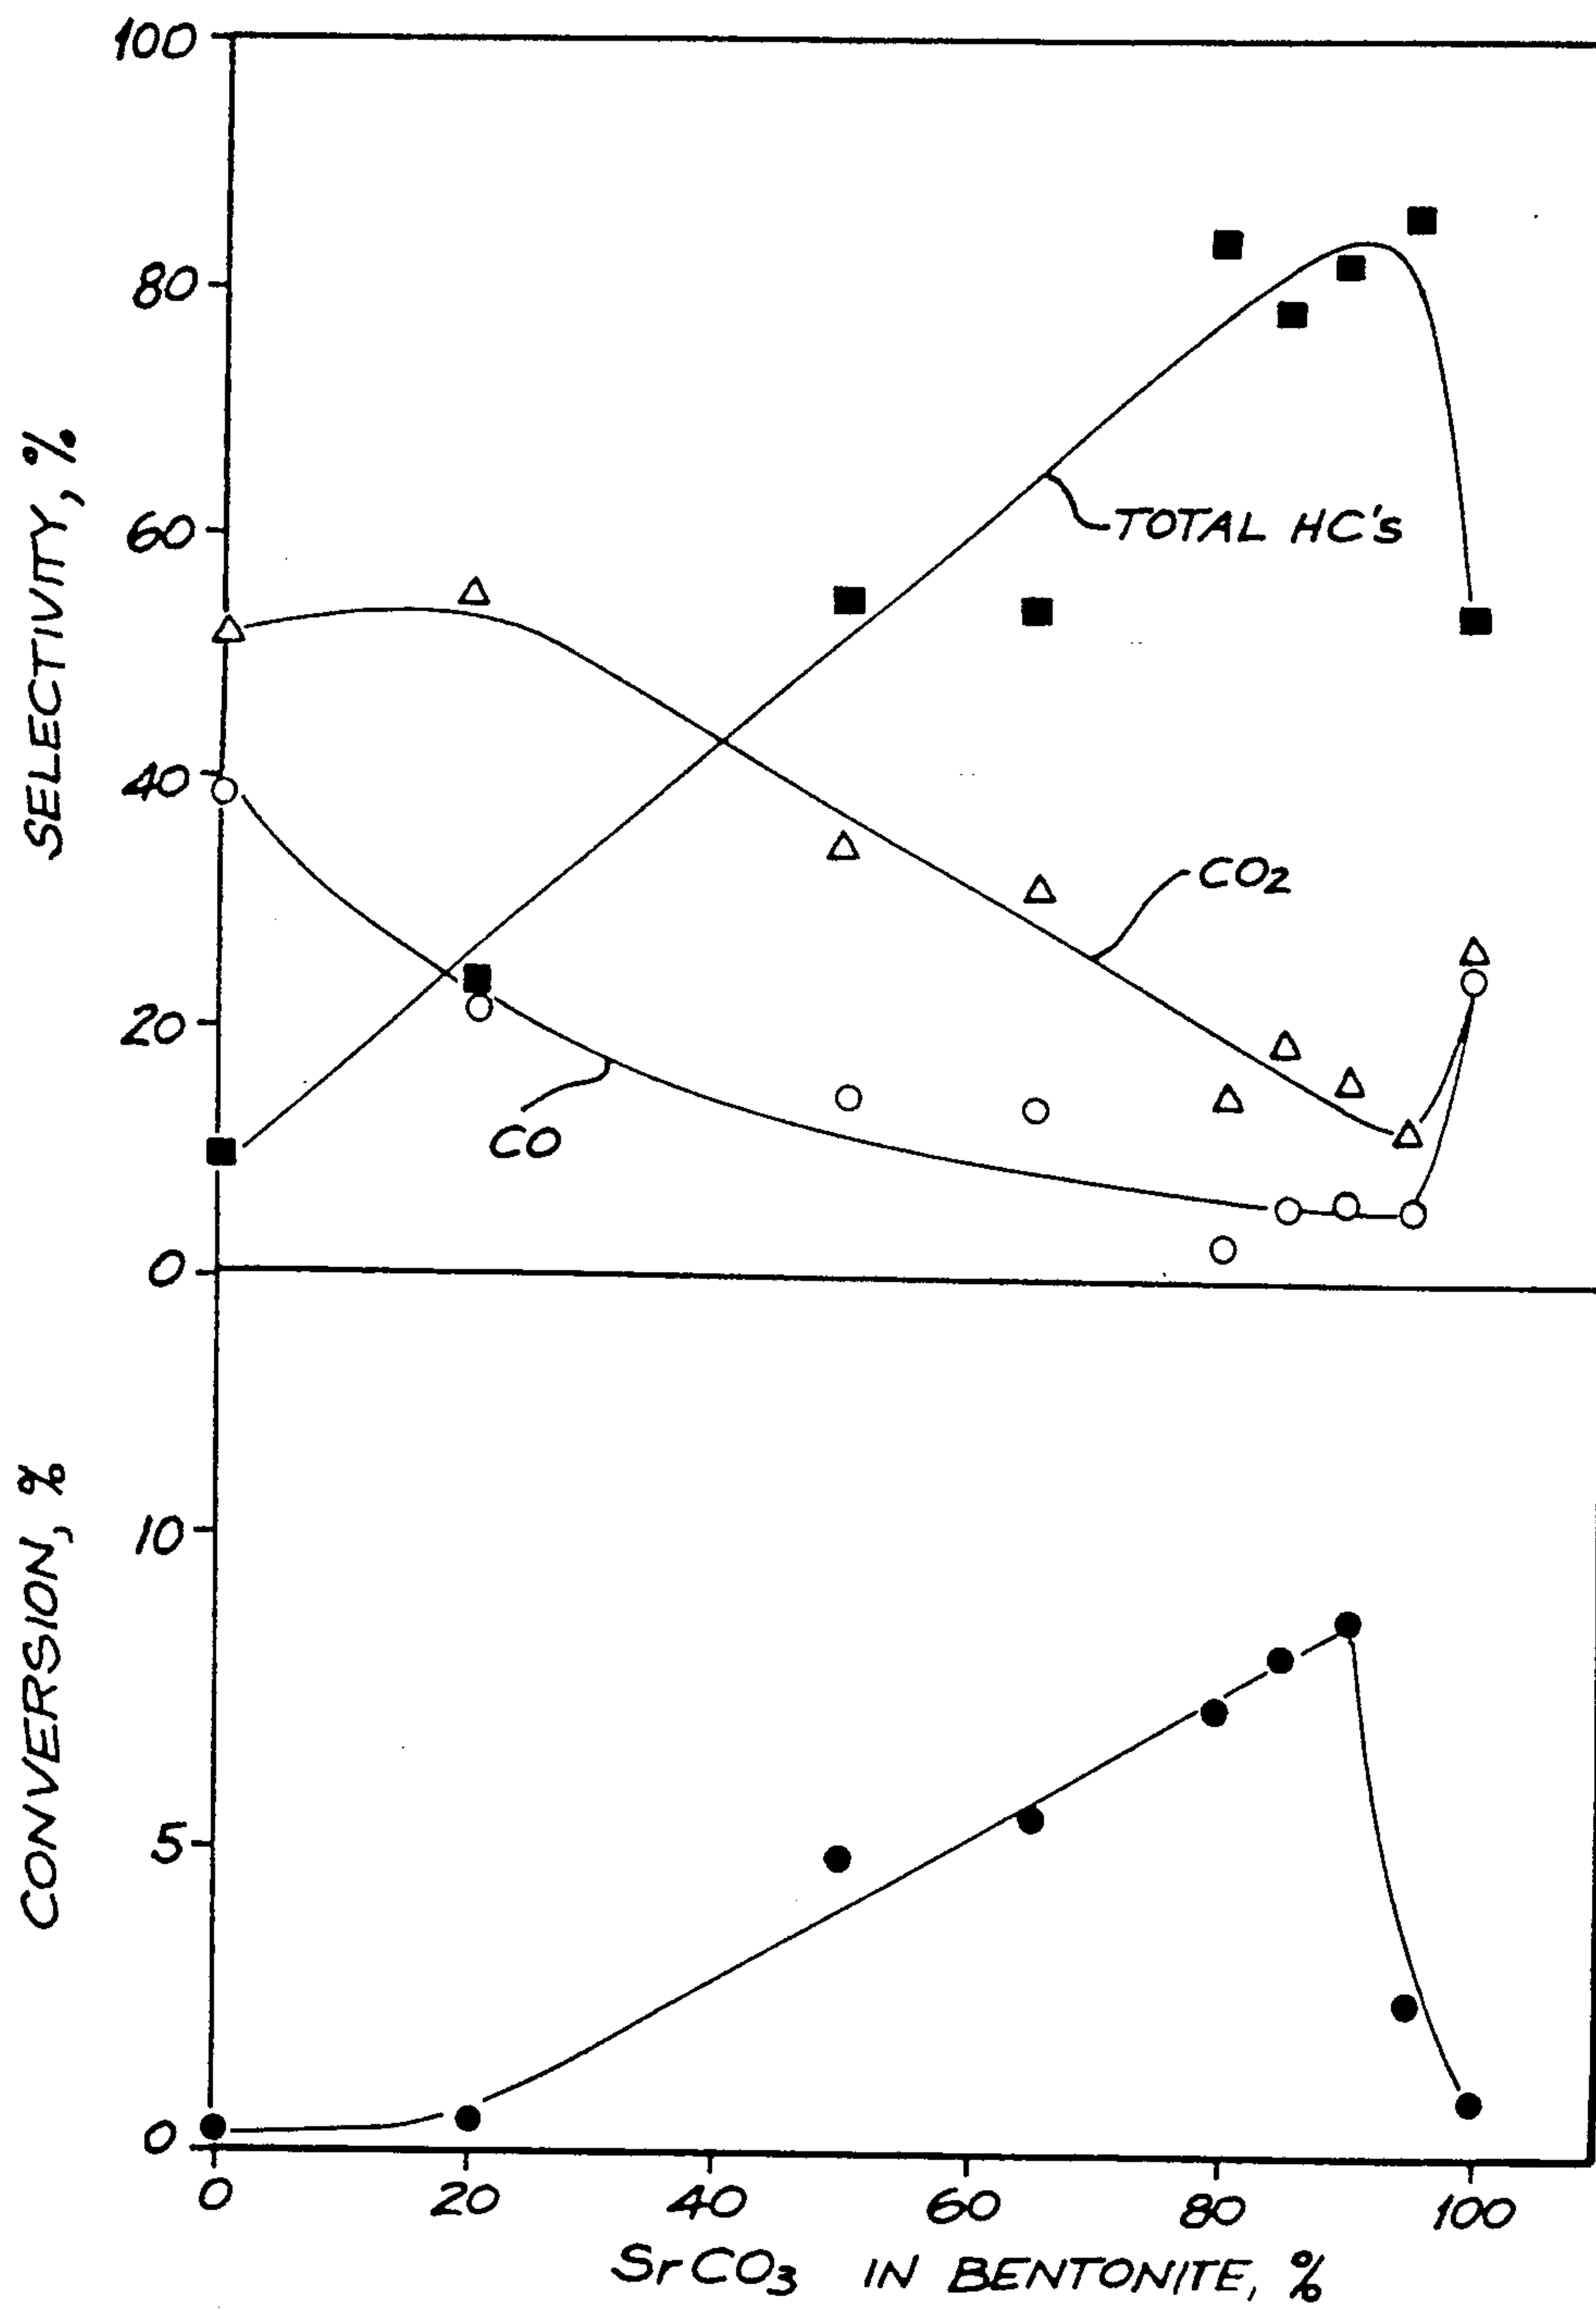 100
80
60
40
20
0
SELECTIVITY, %
TOTAL HC's
CO₂
CO
10
5
0
CONVERSION, %
0 20 40 60 80 100
SrCO₃ IN BENTONITE, %